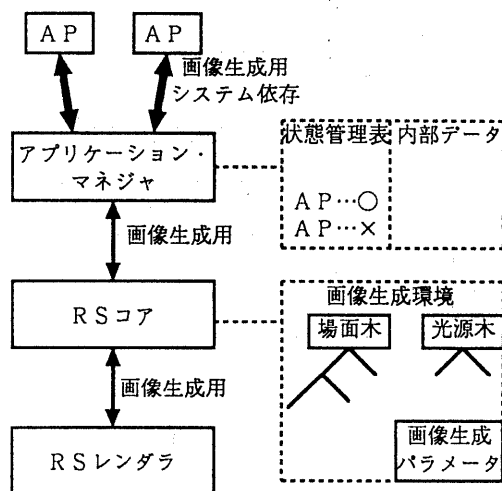 AP
AP
画像生成用
システム依存
アプリケーション・
マネジャ
状態管理表
内部データ
AP…○
AP…×
画像生成用
RSコア
画像生成環境
場面木
光源木
画像生成用
RSレンダラ
画像生成
パラメータ